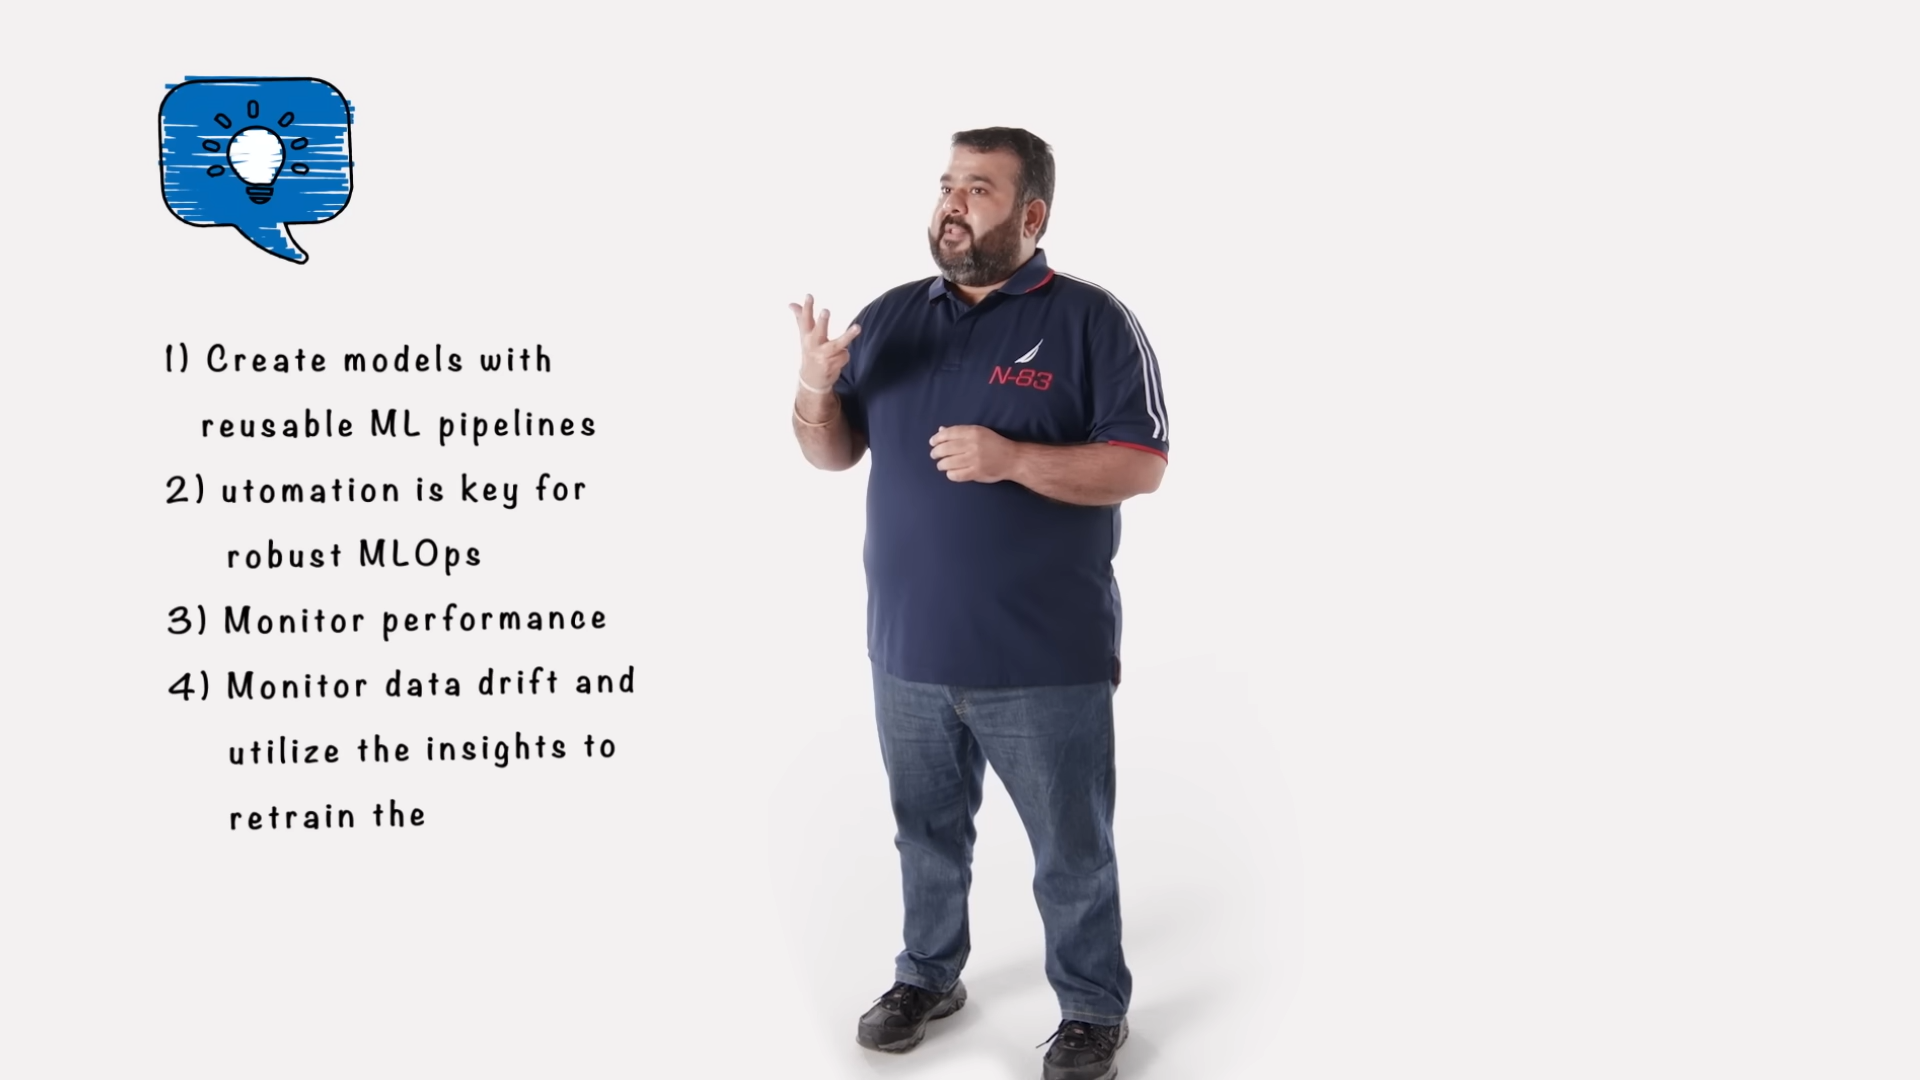 1) Create models with
reusable ML pipelines
2) utomation is key for
robust MLOps
3) Monitor performance
4) Monitor data drift and
utilize the insights to
retrain the
N-83